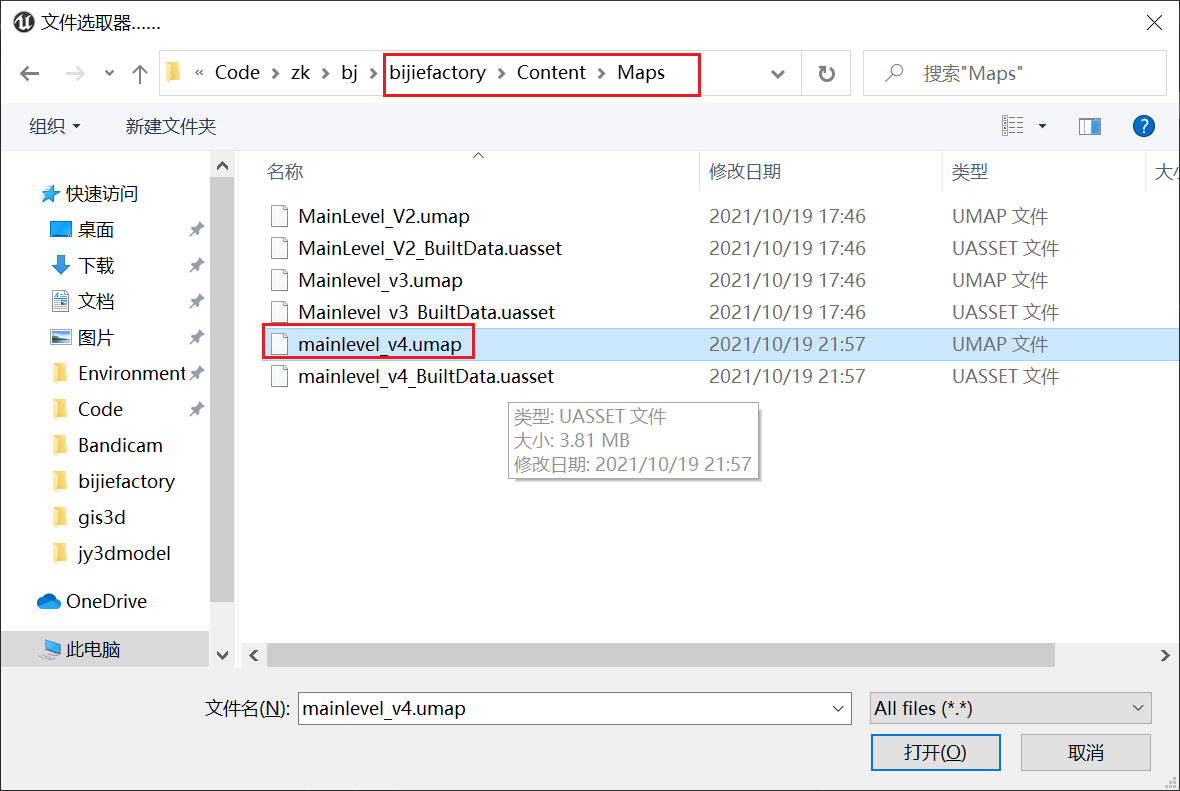 文件选取器......
« Code > zk > bj > bijiefactory > Content > Maps
搜索"Maps"
组织
新建文件夹
名称 修改日期 类型 大小
MainLevel_V2.umap 2021/10/19 17:46 UMAP 文件
MainLevel_V2_BuiltData.uasset 2021/10/19 17:46 UASSET 文件
Mainlevel_v3.umap 2021/10/19 17:46 UMAP 文件
Mainlevel_v3_BuiltData.uasset 2021/10/19 17:46 UASSET 文件
mainlevel_v4.umap 2021/10/19 21:57 UMAP 文件
mainlevel_v4_BuiltData.uasset 2021/10/19 21:57 UASSET 文件
类型: UASSET 文件
大小: 3.81 MB
修改日期: 2021/10/19 21:57
快速访问
桌面
下载
文档
图片
Environment
Code
Bandicam
bijiefactory
gis3d
jy3dmodel
OneDrive
此电脑
文件名(N): mainlevel_v4.umap
All files (*.*)
打开(O)
取消